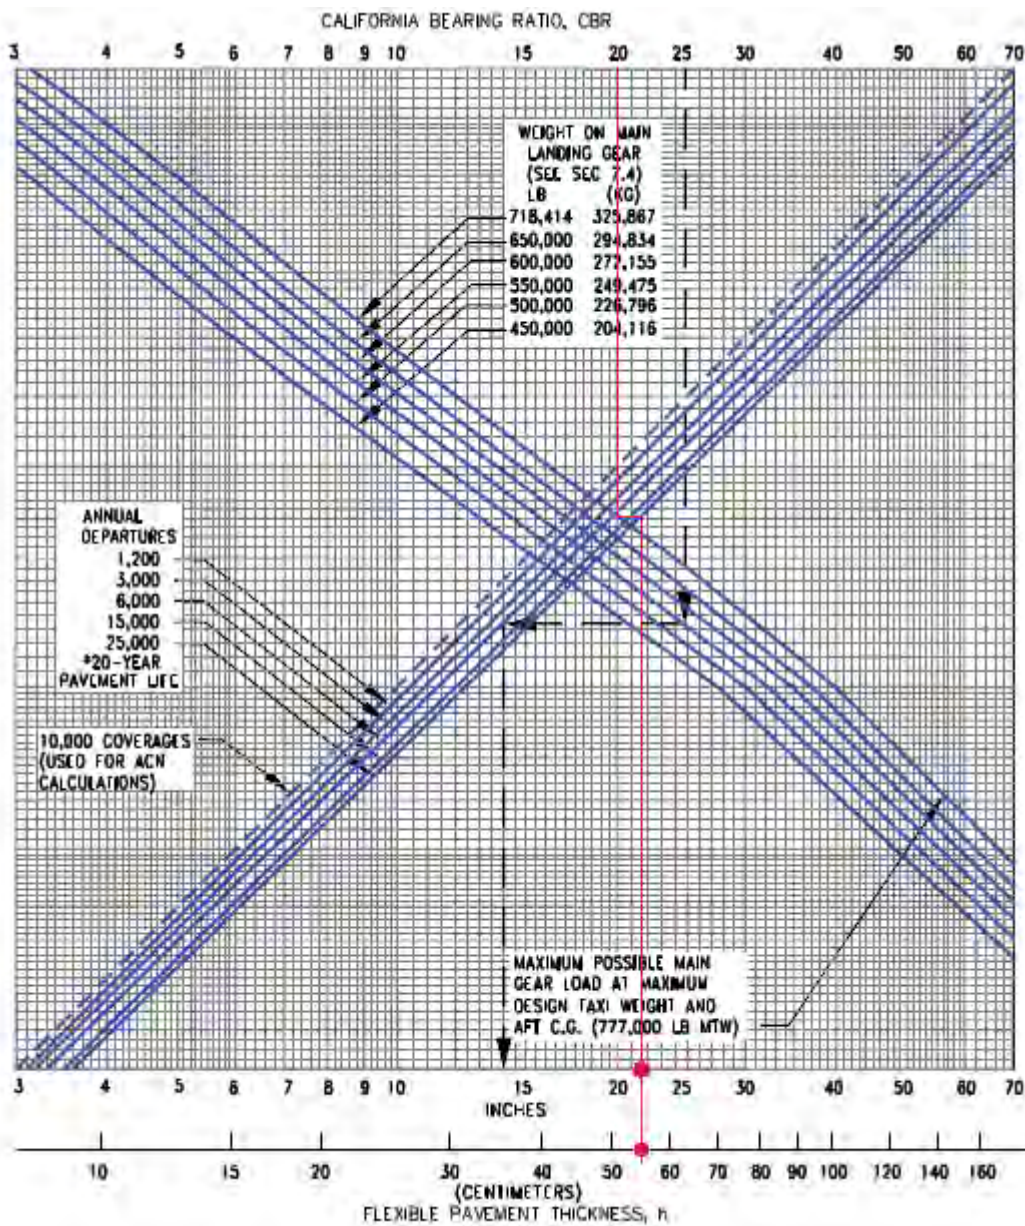 CALIFORNIA BEARING RATIO, CBR
3 4 5 6 7 8 9 10 15 20 25 30 40 50 60 70
WEIGHT ON MAIN
LANDING GEAR
(SEE SEC 7.4)
LB (KG)
718,414 325,867
650,000 294,834
600,000 272,155
550,000 249,475
500,000 226,796
450,000 204,116
ANNUAL
DEPARTURES
1,200
3,000
6,000
15,000
25,000
*20-YEAR
PAVEMENT LIFE
10,000 COVERAGES
(USED FOR ACN
CALCULATIONS)
MAXIMUM POSSIBLE MAIN
GEAR LOAD AT MAXIMUM
DESIGN TAXI WEIGHT AND
AFT C.G. (777,000 LB MTW)
3 4 5 6 7 8 9 10 15 20 25 30 40 50 60 70
INCHES
10 15 20 30 40 60 70 80 90 100 120 140 160
(CENTIMETERS)
FLEXIBLE PAVEMENT THICKNESS, h